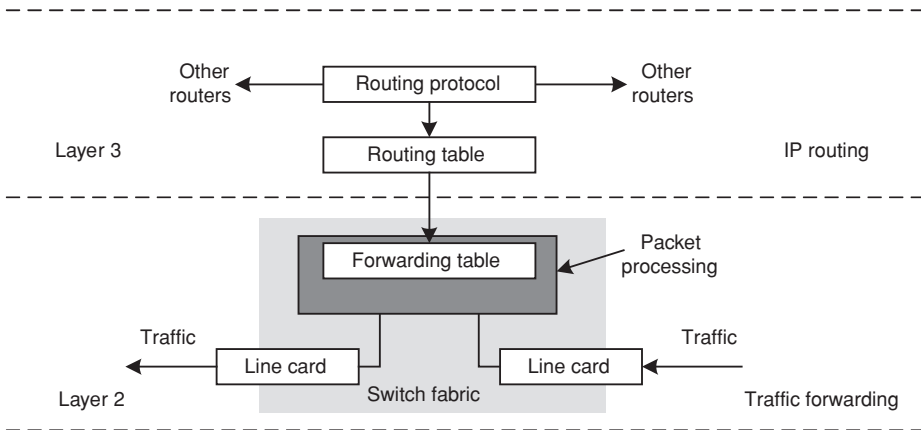 Other
routers
Routing protocol
Other
routers
Layer 3
Routing table
IP routing
Forwarding table
Packet
processing
Traffic
Line card
Line card
Traffic
Layer 2
Switch fabric
Traffic forwarding